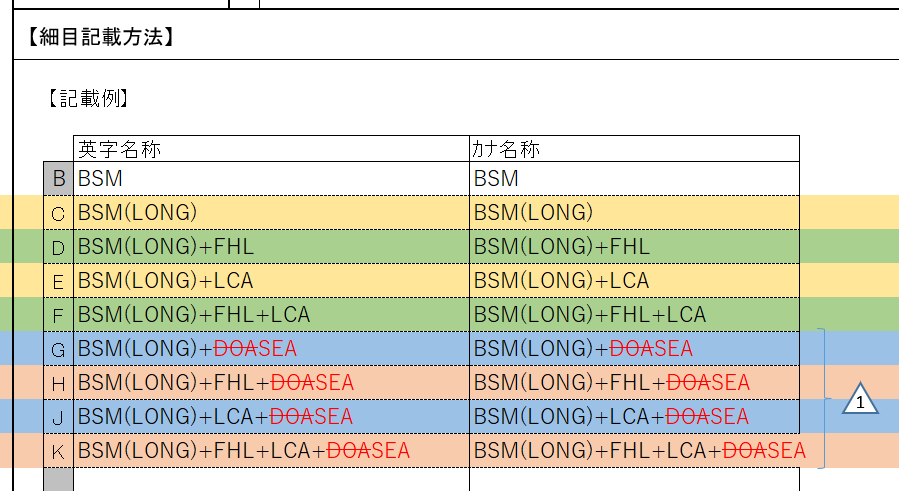 【細目記載方法】
【記載例】
英字名称 ｶﾅ名称
B BSM BSM
C BSM(LONG) BSM(LONG)
D BSM(LONG)+FHL BSM(LONG)+FHL
E BSM(LONG)+LCA BSM(LONG)+LCA
F BSM(LONG)+FHL+LCA BSM(LONG)+FHL+LCA
G BSM(LONG)+DOASEA BSM(LONG)+DOASEA
H BSM(LONG)+FHL+DOASEA BSM(LONG)+FHL+DOASEA
J BSM(LONG)+LCA+DOASEA BSM(LONG)+LCA+DOASEA
1
K BSM(LONG)+FHL+LCA+DOASEA BSM(LONG)+FHL+LCA+DOASEA